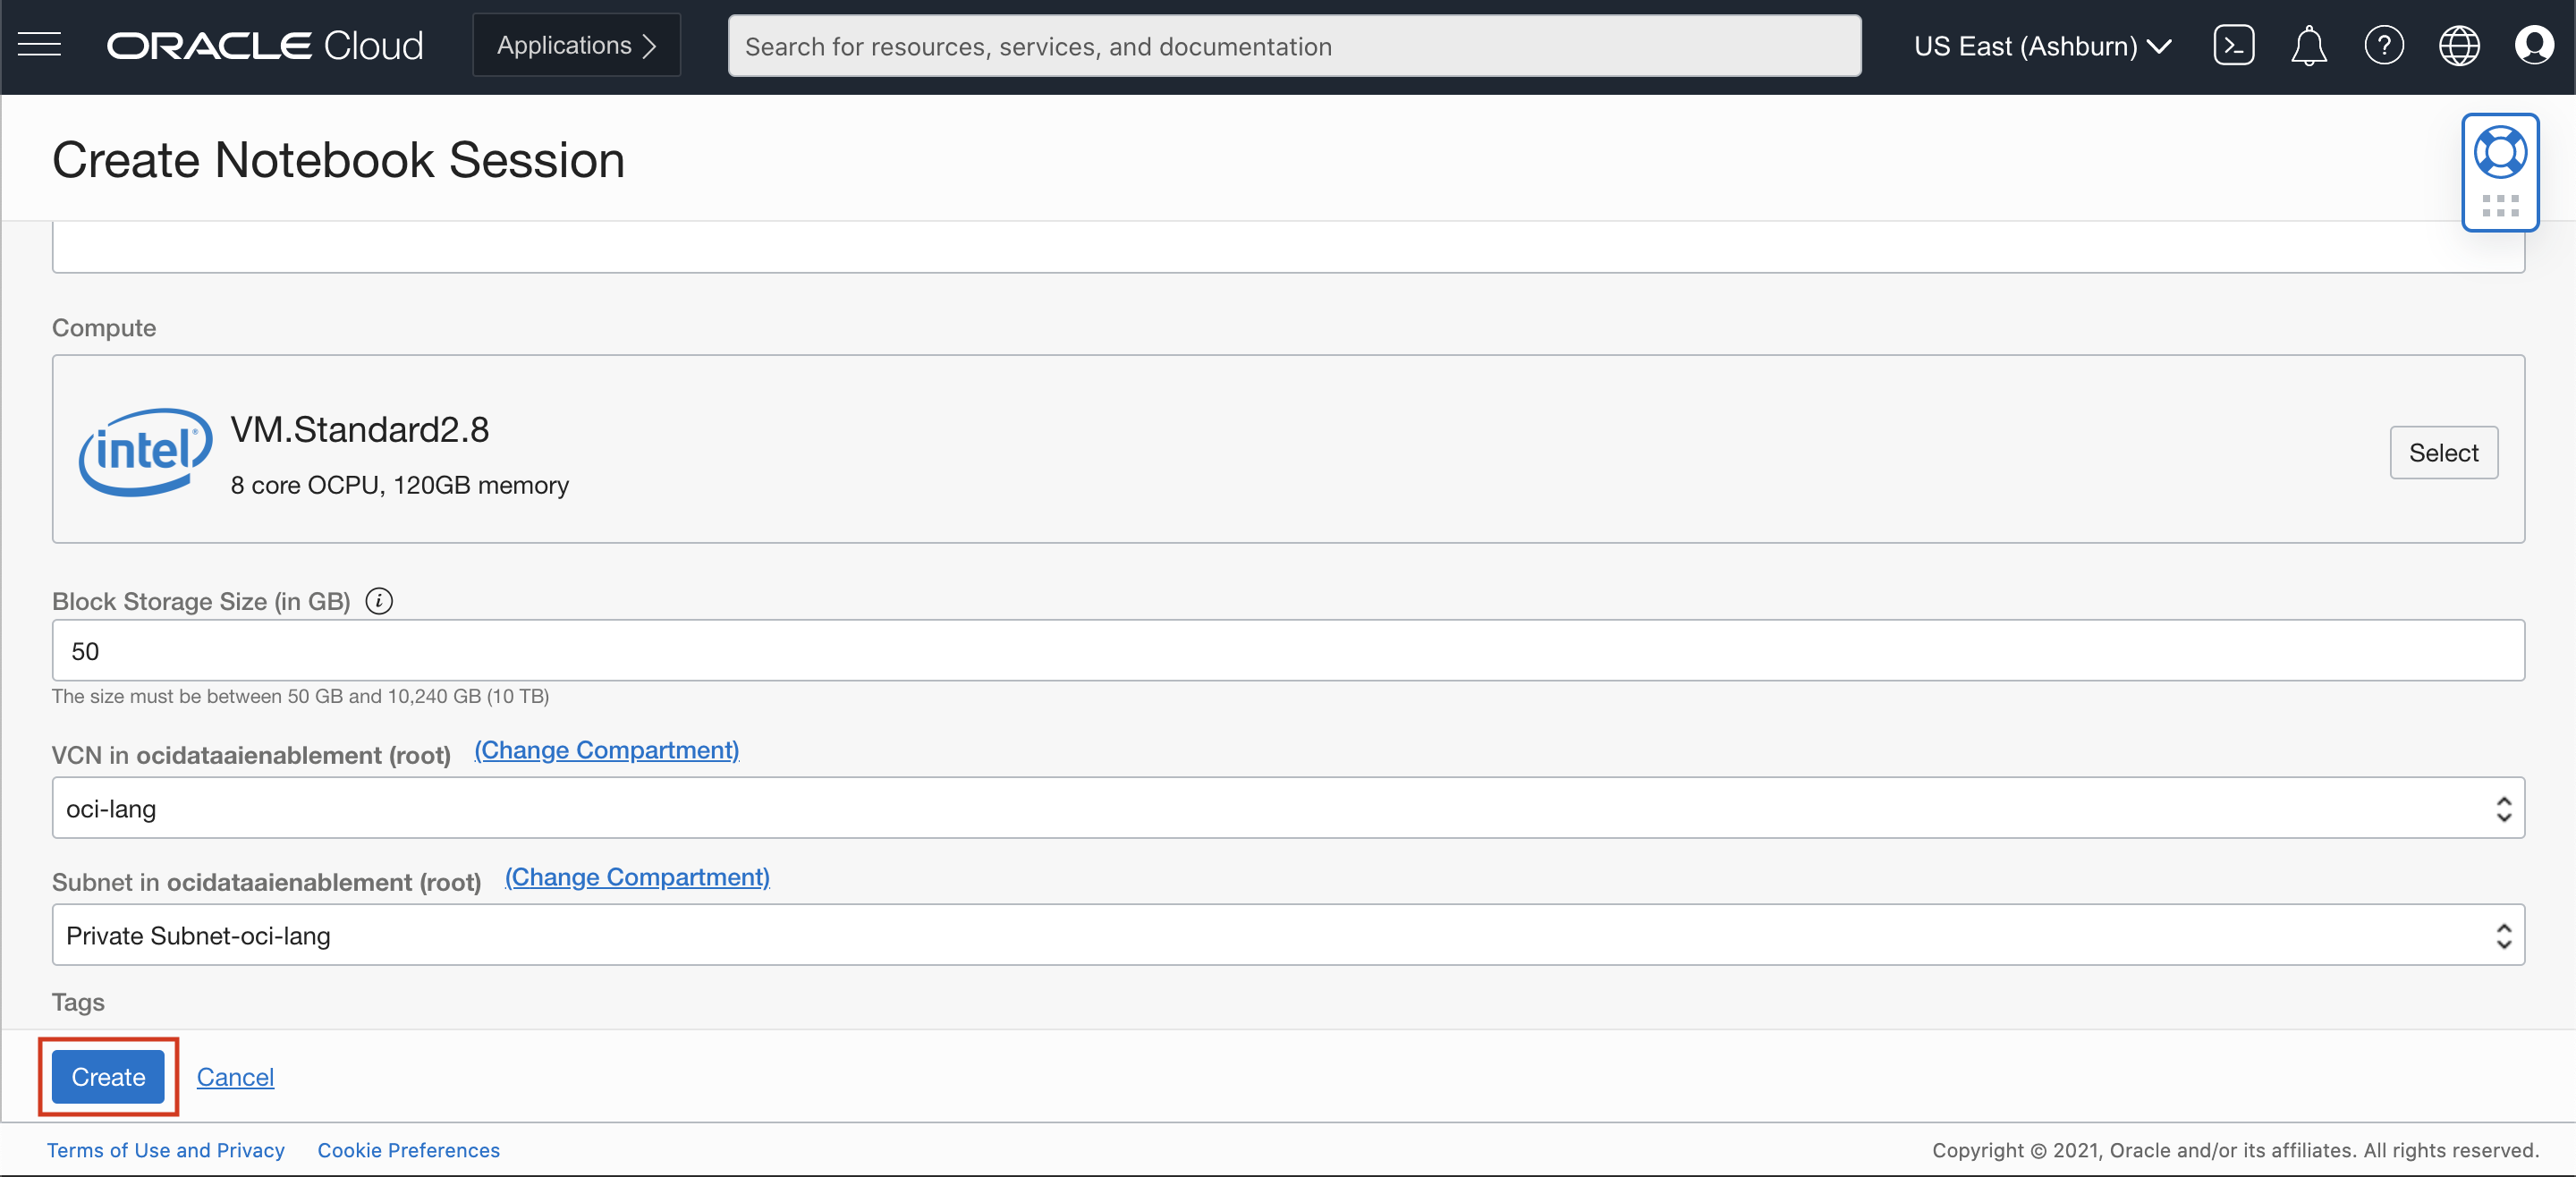 ORACLE Cloud
Applications
Search for resources, services, and documentation
US East (Ashburn)
Create Notebook Session
Compute
intel®
VM.Standard2.8
8 core OCPU, 120GB memory
Select
Block Storage Size (in GB) i
50
The size must be between 50 GB and 10,240 GB (10 TB)
VCN in ocidataaienablement (root) (Change Compartment)
oci-lang
Subnet in ocidataaienablement (root) (Change Compartment)
Private Subnet-oci-lang
Tags
Create Cancel
Terms of Use and Privacy Cookie Preferences
Copyright © 2021, Oracle and/or its affiliates. All rights reserved.